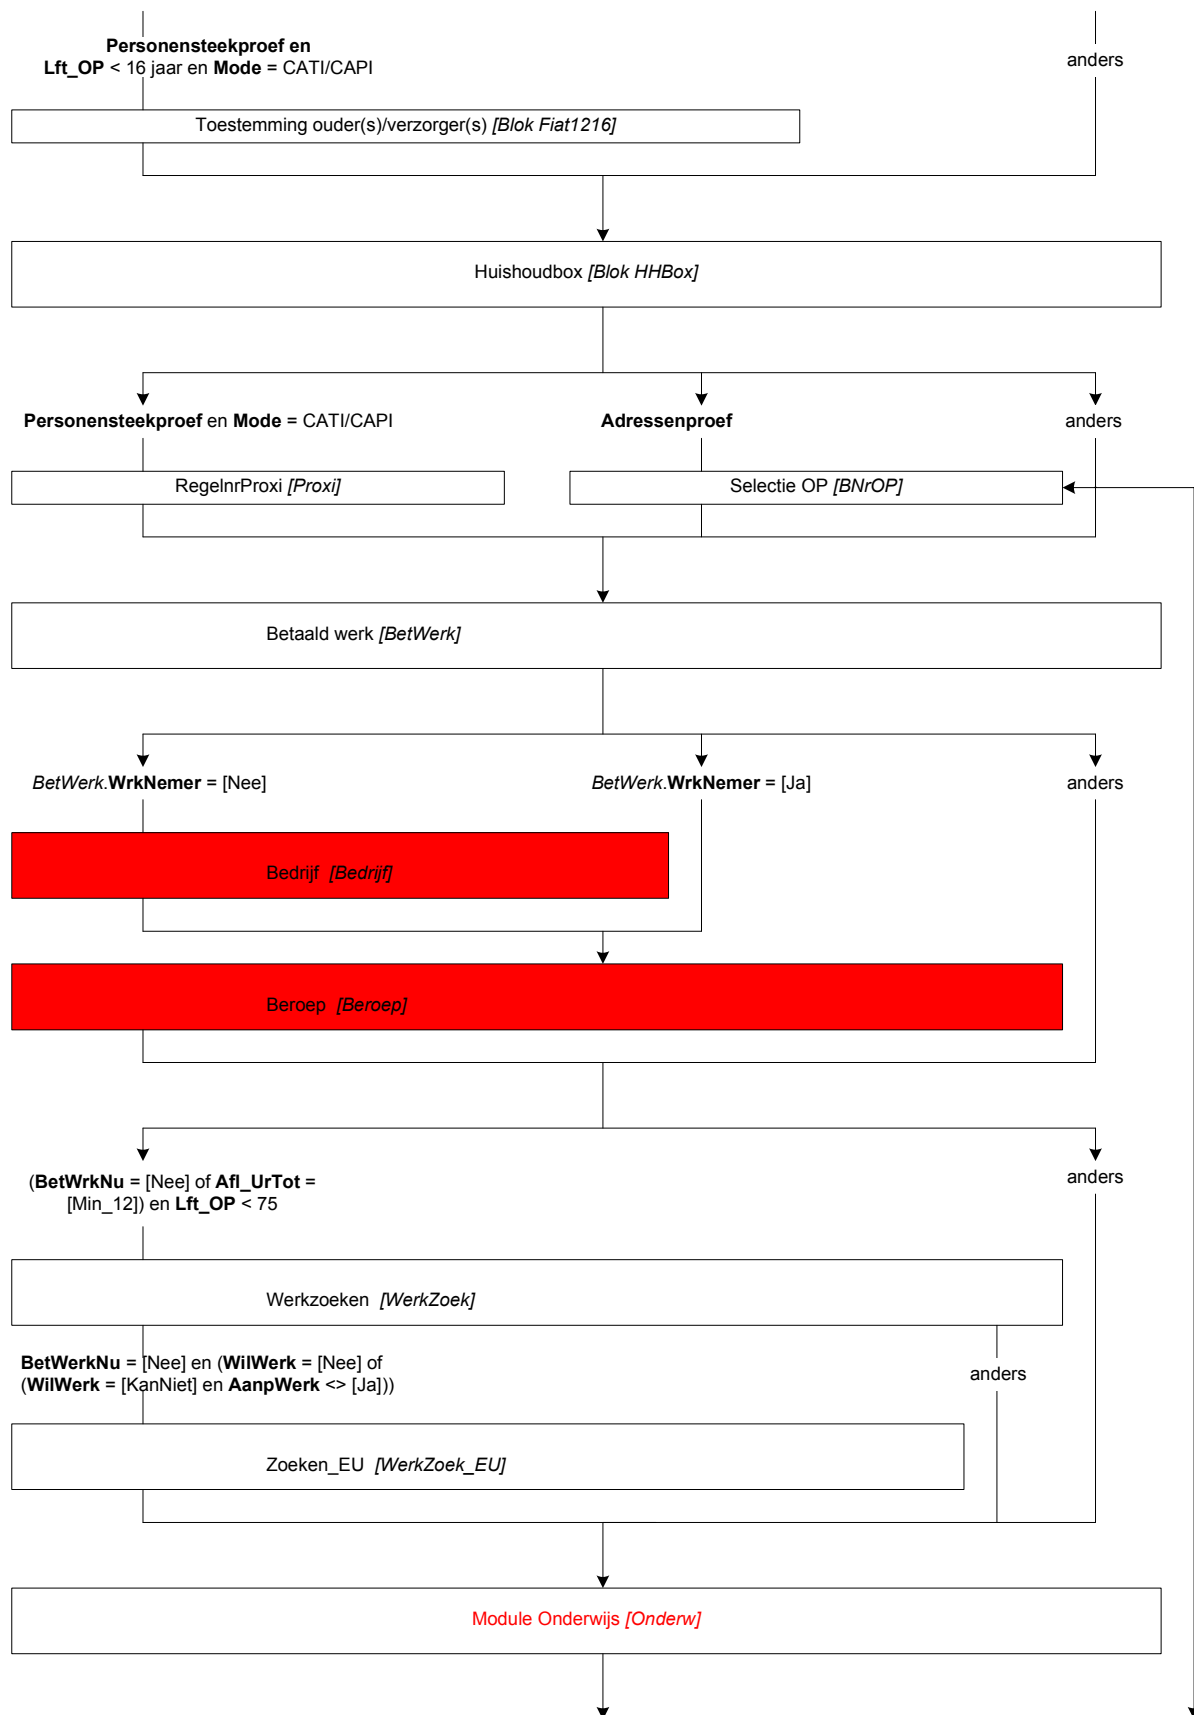 Personensteekproef en
Lft_OP < 16 jaar en Mode = CATI/CAPI
anders
Toestemming ouder(s)/verzorger(s) [Blok Fiat1216]
Huishoudbox [Blok HHBox]
Personensteekproef en Mode = CATI/CAPI
Adressenproef
anders
RegelnrProxi [Proxi]
Selectie OP [BNrOP]
Betaald werk [BetWerk]
BetWerk.WrkNemer = [Nee]
BetWerk.WrkNemer = [Ja]
anders
Bedrijf [Bedrijf]
Beroep [Beroep]
(BetWrkNu = [Nee] of Afl_UrTot =
[Min_12]) en Lft_OP < 75
anders
Werkzoeken [WerkZoek]
BetWerkNu = [Nee] en (WilWerk = [Nee] of
(WilWerk = [KanNiet] en AanpWerk <> [Ja]))
anders
Zoeken_EU [WerkZoek_EU]
Module Onderwijs [Onderw]